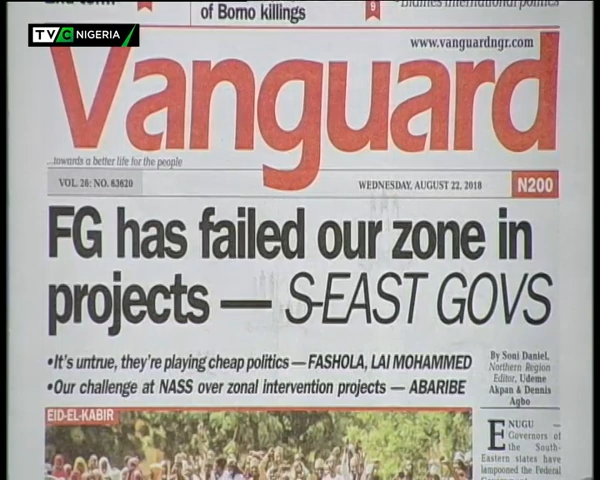 of Borno killings
9
TVC NIGERIA
www.vanguardngr.com
Vanguard
...towards a better life for the people
VOL. 26: NO. 63620
WEDNESDAY, AUGUST 22, 2018
N200
FG has failed our zone in
projects — S-EAST GOVS
•It's untrue, they're playing cheap politics — FASHOLA, LAI MOHAMMED
•Our challenge at NASS over zonal intervention projects — ABARIBE
By Soni Daniel,
Northern Region
Editor, Udeme
Akpan & Dennis
Agbo
EID-EL-KABIR
ENUGU —
Governors of
the South-
Eastern states have
lampooned the Federal